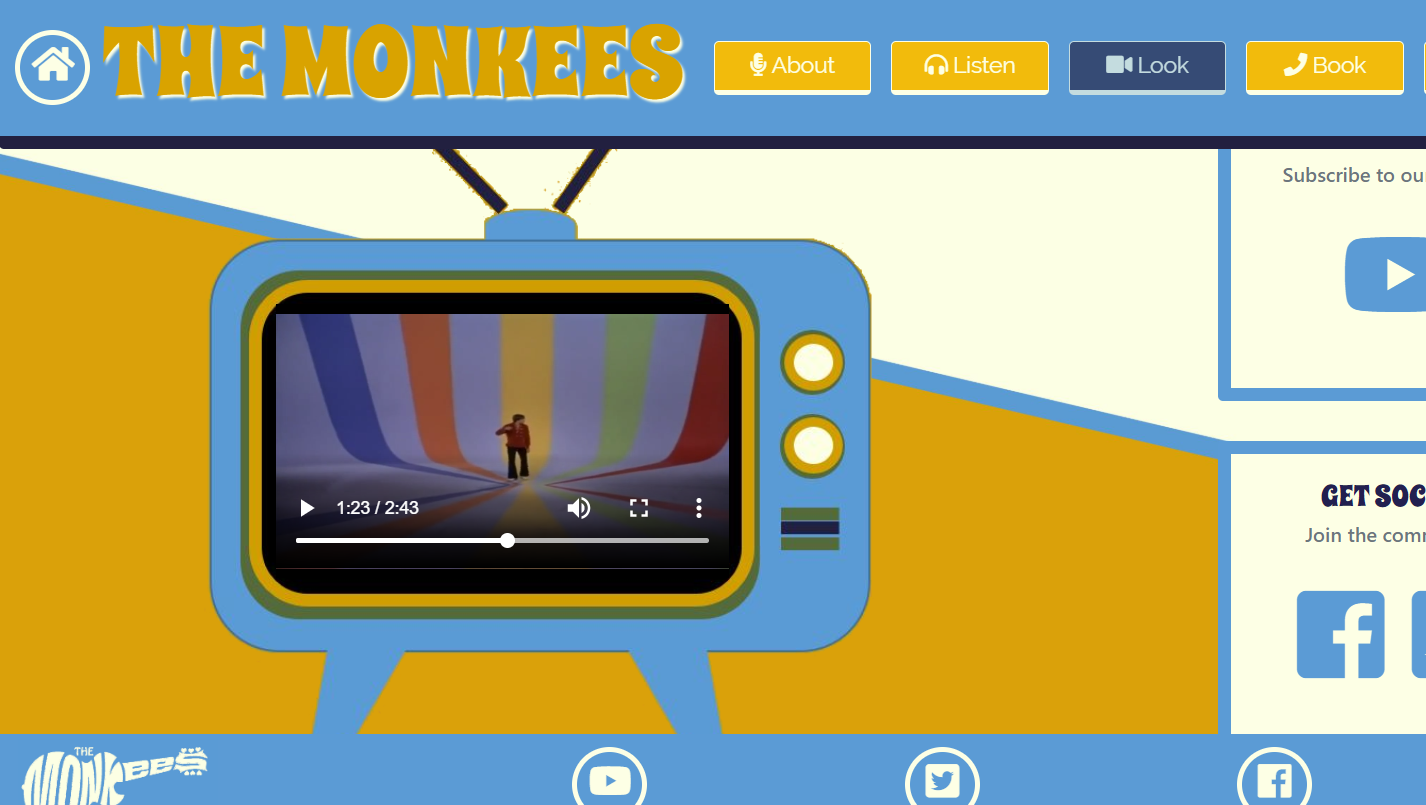 THE MONKEES
About
Listen
Look
Book
Subscribe to ou
1:23 / 2:43
GET SOC
Join the com
THE
MONKEES